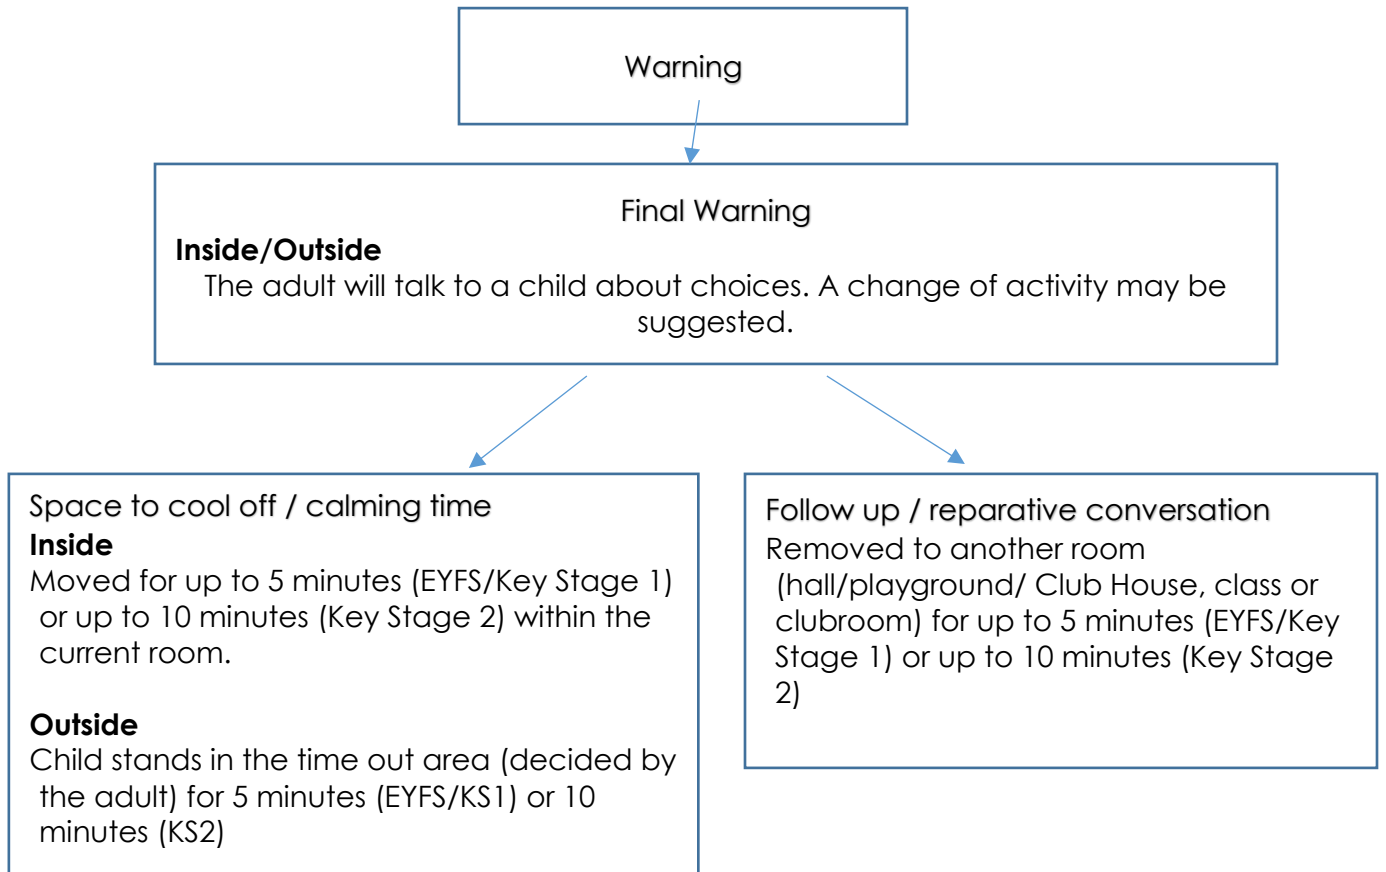 Warning
Final Warning
Inside/Outside
The adult will talk to a child about choices. A change of activity may be
suggested.
Space to cool off / calming time
Inside
Moved for up to 5 minutes (EYFS/Key Stage 1)
or up to 10 minutes (Key Stage 2) within the
current room.
Outside
Child stands in the time out area (decided by
the adult) for 5 minutes (EYFS/KS1) or 10
minutes (KS2)
Follow up / reparative conversation
Removed to another room
(hall/playground/ Club House, class or
clubroom) for up to 5 minutes (EYFS/Key
Stage 1) or up to 10 minutes (Key Stage
2)